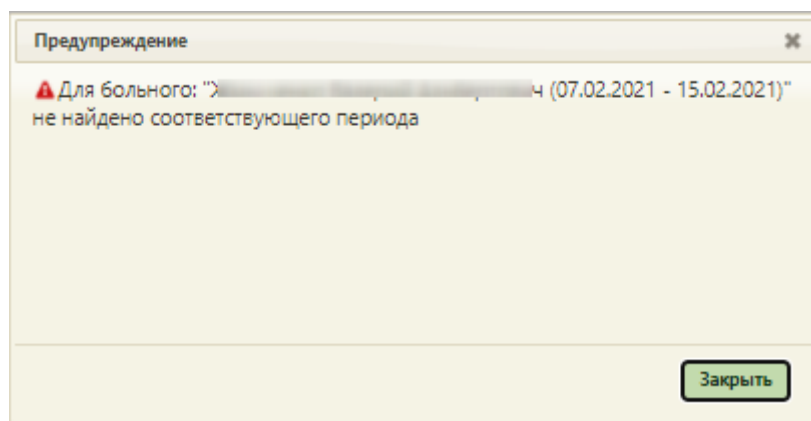 Предупреждение
Для больного: "Х ч (07.02.2021 - 15.02.2021)"
не найдено соответствующего периода
Закрыть